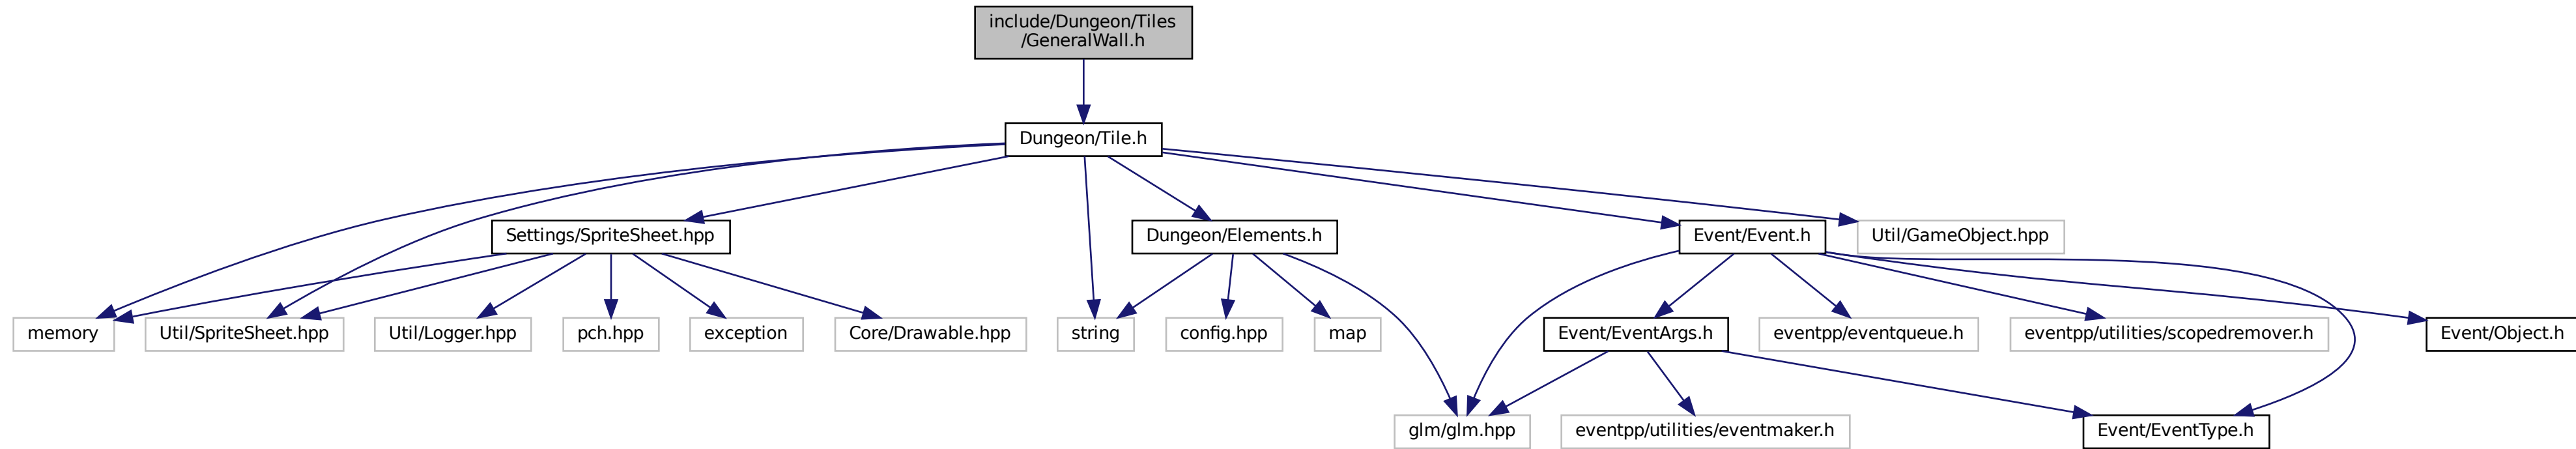 include/Dungeon/Tiles
/GeneralWall.h
Dungeon/Tile.h
Settings/SpriteSheet.hpp
Dungeon/Elements.h
Event/Event.h
Util/GameObject.hpp
memory
Util/SpriteSheet.hpp
Util/Logger.hpp
pch.hpp
exception
Core/Drawable.hpp
string
config.hpp
map
Event/EventArgs.h
eventpp/eventqueue.h
eventpp/utilities/scopedremover.h
Event/Object.h
glm/glm.hpp
eventpp/utilities/eventmaker.h
Event/EventType.h